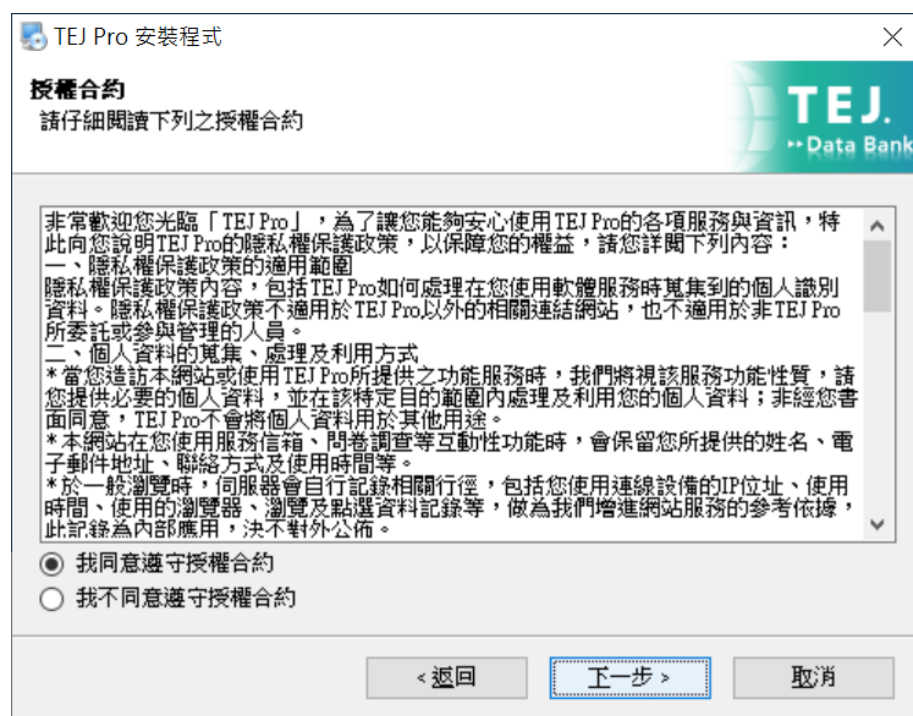 TEJ Pro 安裝程式
授權合約
請仔細閱讀下列之授權合約
TEJ.
Data Bank
非常歡迎您光臨「TEJ Pro」，為了讓您能夠安心使用TEJ Pro的各項服務與資訊，特
此向您說明TEJ Pro的隱私權保護政策，以保障您的權益，請您詳閱下列內容：
一、隱私權保護政策的適用範圍
隱私權保護政策內容，包括TEJ Pro如何處理在您使用軟體服務時蒐集到的個人識別
資料。隱私權保護政策不適用於TEJ Pro以外的相關連結網站，也不適用於非TEJ Pro
所委託或參與管理的人員。
二、個人資料的蒐集、處理及利用方式
*當您造訪本網站或使用TEJ Pro所提供之功能服務時，我們將視該服務功能性質，請
您提供必要的個人資料，並在該特定目的範圍內處理及利用您的個人資料；非經您書
面同意，TEJ Pro不會將個人資料用於其他用途。
*本網站在您使用服務信箱、問卷調查等互動性功能時，會保留您所提供的姓名、電
子郵件地址、聯絡方式及使用時間等。
*於一般瀏覽時，伺服器會自行記錄相關行徑，包括您使用連線設備的IP位址、使用
時間、使用的瀏覽器、瀏覽及點選資料記錄等，做為我們增進網站服務的參考依據，
此記錄為內部應用，決不對外公佈。
我同意遵守授權合約
我不同意遵守授權合約
<返回
下一步>
取消